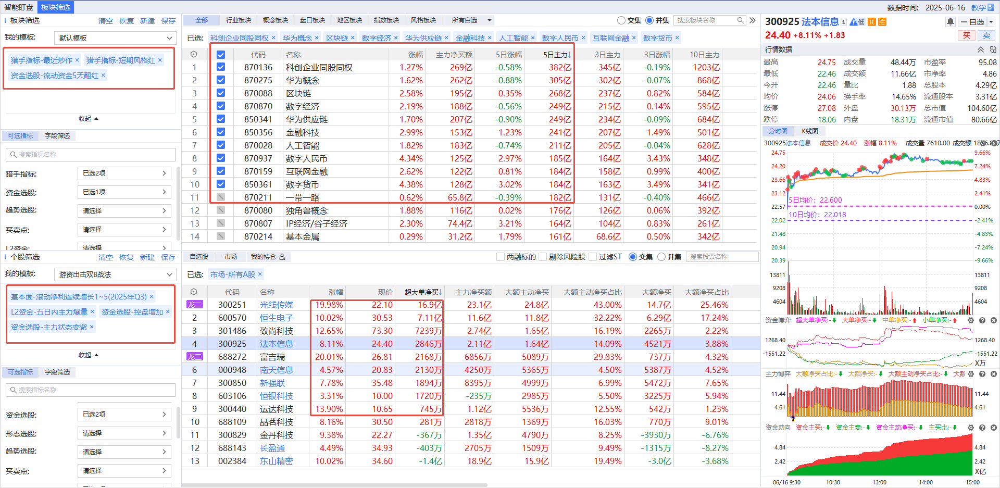 智能盯盘 板块筛选 数据时间: 2025-06-16 教学
板块筛选 清空 恢复 新建 保存
我的模板: 默认模板
猎手指标-最近炒作 × 猎手指标-短期风格红 ×
资金选股-流动资金5天翻红 ×
收起
可选指标 字段筛选
搜索指标名称
猎手指标: 已选2项
资金选股: 已选1项
趋势选股: 请选择
买卖点: 请选择
L2资金: 请选择
全部 行业板块 概念板块 盘口板块 地区板块 指数板块 风格板块 所有自选 交集 并集 搜索板块名称
已选: 科创企业同股同权 × 华为概念 × 区块链 × 数字经济 × 华为供应链 × 金融科技 × 人工智能 × 数字人民币 × 互联网金融 × 数字货币 ×
代码 名称 涨幅 主力净买额 5日涨幅 5日主力↓ 3日主力 3日涨幅 10日主力
1 870136 科创企业同股同权 1.27% 269亿 -0.58% 382亿 345亿 -0.19% 1203亿
2 870275 华为概念 1.62% 262亿 -0.88% 305亿 302亿 -0.07% 868亿
3 870088 区块链 2.58% 195亿 0.35% 268亿 237亿 0.82% 584亿
4 870870 数字经济 2.19% 188亿 -0.56% 249亿 215亿 0.14% 595亿
5 850341 华为供应链 1.70% 207亿 -0.90% 249亿 234亿 -0.09% 684亿
6 850356 金融科技 2.99% 153亿 1.23% 241亿 207亿 1.49% 501亿
7 870028 人工智能 1.82% 183亿 -0.74% 211亿 205亿 -0.04% 628亿
8 870937 数字人民币 4.34% 125亿 2.97% 185亿 164亿 3.43% 348亿
9 870159 互联网金融 2.62% 122亿 0.81% 184亿 158亿 0.99% 400亿
10 850361 数字货币 4.38% 128亿 3.02% 184亿 163亿 3.49% 341亿
11 870211 一带一路 0.62% 65.8亿 -0.39% 182亿 131亿 -0.40% 466亿
12 870080 独角兽概念 1.88% 116亿 0.02% 176亿 126亿 0.06% 392亿
13 870807 IP经济/谷子经济 2.30% 74.4亿 3.21% 164亿 104亿 0.83% 261亿
14 870214 基本金属 0.29% 31.2亿 1.79% 161亿 68.6亿 0.50% 342亿
个股筛选 清空 恢复 新建 保存
我的模板: 游资出击双B战法
基本面-滚动净利连续增长1~5(2025年Q3) ×
L2资金-五日内主力爆量 × 资金选股-控盘增加 ×
资金选股-主力状态变紫 ×
收起
可选指标 字段筛选
搜索指标名称
资金选股: 已选2项
形态选股: 请选择
趋势选股: 请选择
买卖点: 请选择
自选股 市场 我的持仓 两融标的 剔除风险股 过滤ST 交集 并集 搜索股票名称
已选: 市场-所有A股 ×
代码 名称 涨幅 现价 超大单净买↓ 主力净买额 大额主动净买 大额主动净买占比 大额净买 大额净买占比
龙二 300251 光线传媒 19.98% 22.10 16.9亿 23.1亿 24.8亿 43.00% 14.7亿 25.46%
2 600570 恒生电子 10.02% 30.53 7.11亿 11.6亿 11.8亿 32.22% 6.29亿 17.24%
3 301486 致尚科技 12.65% 73.30 7239万 2.74亿 1.65亿 16.19% 2265万 2.22%
4 300925 法本信息 8.11% 24.40 2846万 2.11亿 1.64亿 14.09% 4521万 3.88%
龙三 688272 富吉瑞 20.01% 26.81 2168万 6856万 5089万 29.83% 737万 4.32%
6 000948 南天信息 4.57% 20.83 2130万 4250万 5365万 4.50% 5387万 4.52%
7 300850 新强联 7.78% 35.48 1894万 8395万 4999万 6.99% 5472万 7.65%
8 603106 恒银科技 3.31% 10.00 1720万 -235万 2985万 5.50% 3225万 5.94%
9 300440 运达科技 13.90% 10.65 745万 1.12亿 5536万 12.55% 542万 1.23%
10 688109 品茗科技 8.16% 30.50 281万 2818万 1369万 16.03% 770万 9.01%
11 300829 金丹科技 9.38% 22.27 -367万 1.35亿 4790万 8.25% -3930万 -6.76%
12 688143 长盈通 4.49% 34.93 -403万 2705万 1509万 9.49% -1315万 -8.27%
13 002384 东山精密 10.02% 34.60 -1.4亿 18.9亿 15.9亿 19.49% -3.0亿 -3.68%
300925 法本信息 i 低 R 注 自选
24.40 +8.11% +1.83 买 卖
行情数据
最高 24.75 成交量 48.44万 市盈率 95.08
最低 22.46 成交额 11.66亿 市净率 4.86
今开 22.46 量比 1.88 总股本 4.29亿
均价 24.06 换手率 14.65% 流通股本 3.31亿
涨停 27.08 外盘 30.13万 总市值 104.60亿
跌停 18.06 内盘 18.31万 流通市值 80.66亿
分时图 K线图
300925法本信息 成交价 24.40 涨幅 8.11% 成交量 7610.00 成交额
24.75 9.66%
24.20 7.24%
23.66 4.83%
23.12 2.41%
5日均价: 22.600
22.57 0.00%
10日均价: 22.018
22.02 -2.41%
21.48 -4.83%
20.94 -7.24%
20.39 -9.66%
13811 13811
9208 9208
4604 4604
资金博弈 超大单净买:- 大单净买:- 中单净买:- 小单净买:-
1268.40 1268.40
-1551.22 -1551.22
X万
主力博弈 大额净买占比:- 大额净买:- 大额主动净买占比:- 大额
11.44 11.44
4.61 4.61
资金动向 资金主买:- 资金主卖:- 资金主动净买:- 主买比:-
4.84 4.84
2.42 2.42
X亿
06/16 9:30 10:30 13:00 14:00 15:00